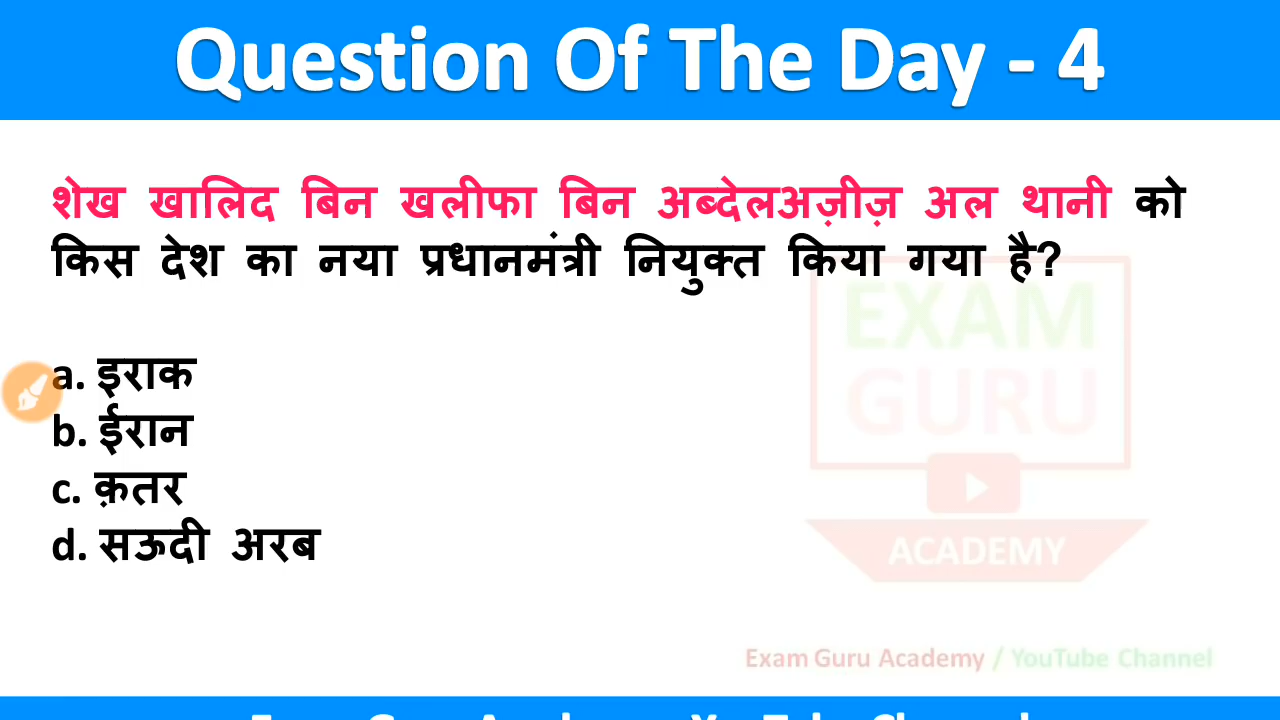 Question Of The Day - 4
शेख खालिद बिन खलीफा बिन अब्देलअज़ीज़ अल थानी को
किस देश का नया प्रधानमंत्री नियुक्त किया गया है?
EXAM
GURU
a. इराक
b. ईरान
c. क़तर
d. सऊदी अरब
ACADEMY
Exam Guru Academy / YouTube Channel